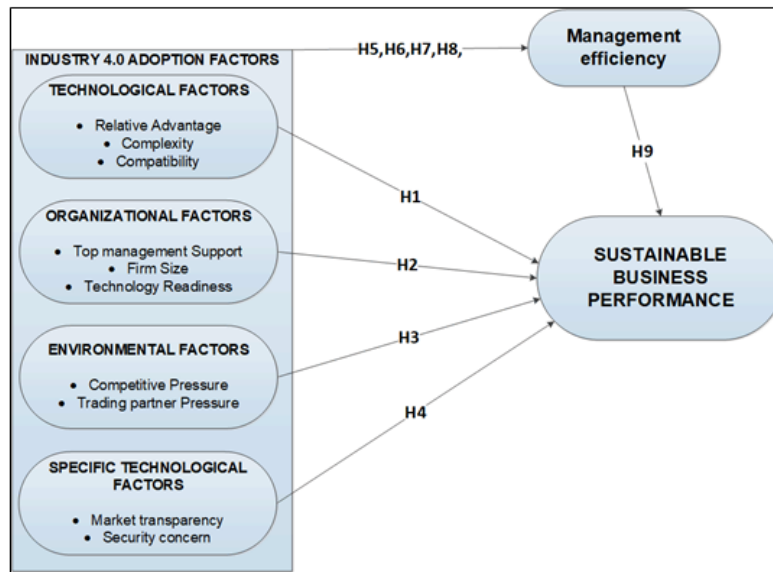 INDUSTRY 4.0 ADOPTION FACTORS
TECHNOLOGICAL FACTORS
• Relative Advantage
• Complexity
• Compatibility
ORGANIZATIONAL FACTORS
• Top management Support
• Firm Size
• Technology Readiness
ENVIRONMENTAL FACTORS
• Competitive Pressure
• Trading partner Pressure
SPECIFIC TECHNOLOGICAL
FACTORS
• Market transparency
• Security concern
H5,H6,H7,H8,
H1
H2
H3
H4
Management
efficiency
H9
SUSTAINABLE
BUSINESS
PERFORMANCE